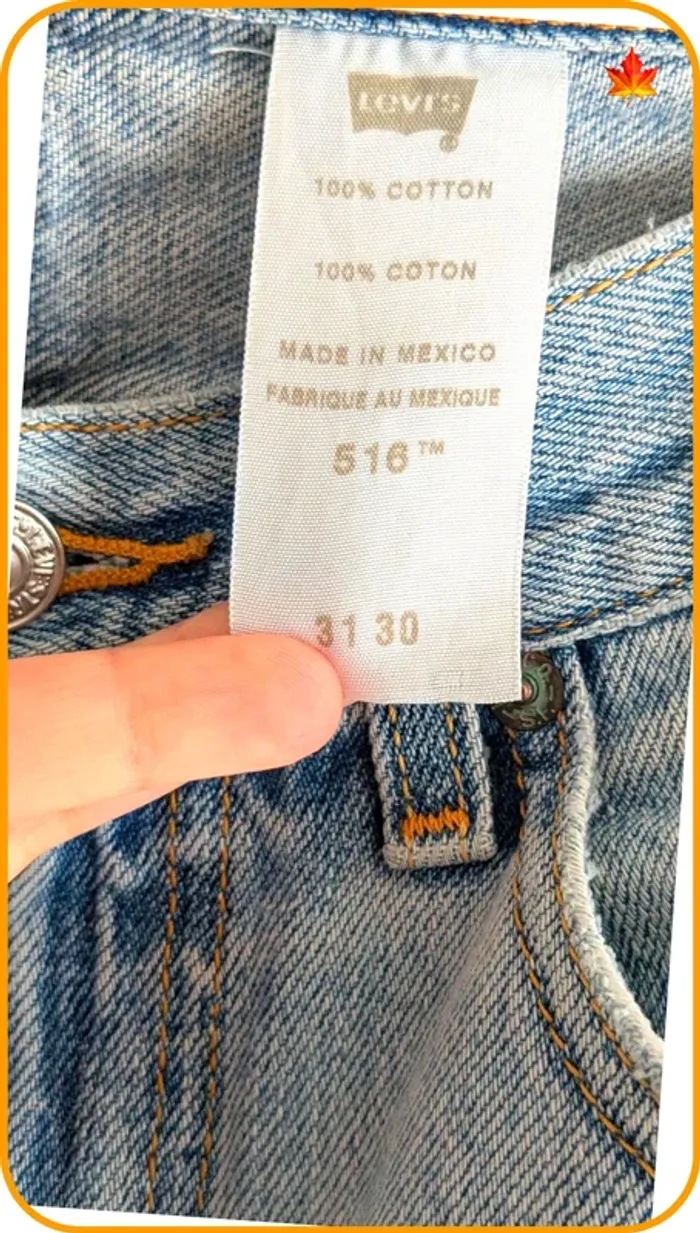 LEVI'S
®
100% COTTON
100% COTON
MADE IN MEXICO
FABRIQUE AU MEXIQUE
516™
31 30